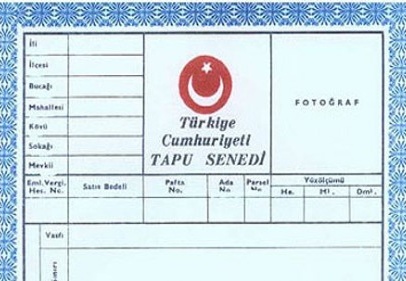 İli
İlçesi
Bucağı
Mahallesi
Köyü
Sokağı
Mevkii
Türkiye
Cumhuriyeti
TAPU SENEDİ
FOTOĞRAF
Eml. Vergi. Hes. No.
Satış Bedeli
Pafta No.
Ada No
Parsel No
Yüzölçümü
Ha.
M².
Dm².
Vasfı